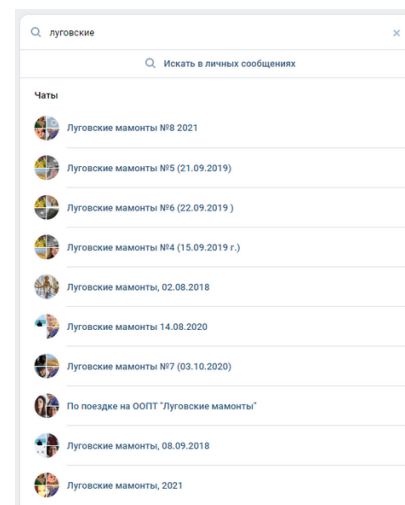 луговские
Искать в личных сообщениях
Чаты
Луговские мамонты №8 2021
Луговские мамонты №5 (21.09.2019)
Луговские мамонты №6 (22.09.2019 )
Луговские мамонты №4 (15.09.2019 г.)
Луговские мамонты, 02.08.2018
Луговские мамонты 14.08.2020
Луговские мамонты №7 (03.10.2020)
По поездке на ООПТ "Луговские мамонты"
Луговские мамонты, 08.09.2018
Луговские мамонты, 2021